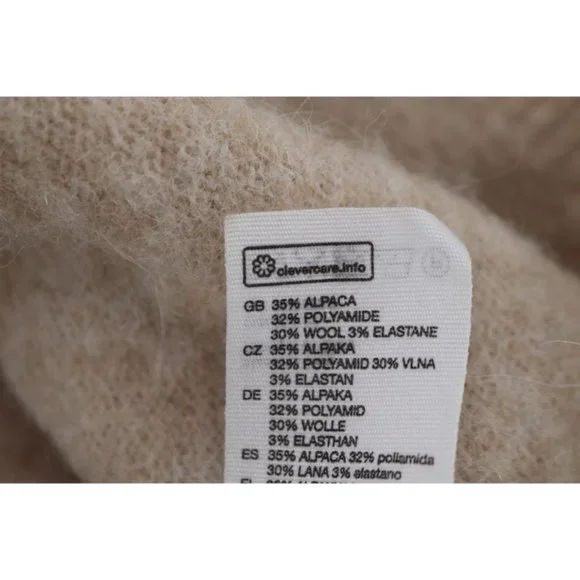 clevercare.info
GB 35% ALPACA
32% POLYAMIDE
30% WOOL 3% ELASTANE
CZ 35% ALPAKA
32% POLYAMID 30% VLNA
3% ELASTAN
DE 35% ALPAKA
32% POLYAMID
30% WOLLE
3% ELASTHAN
ES 35% ALPACA 32% poliamida
30% LANA 3% elastano